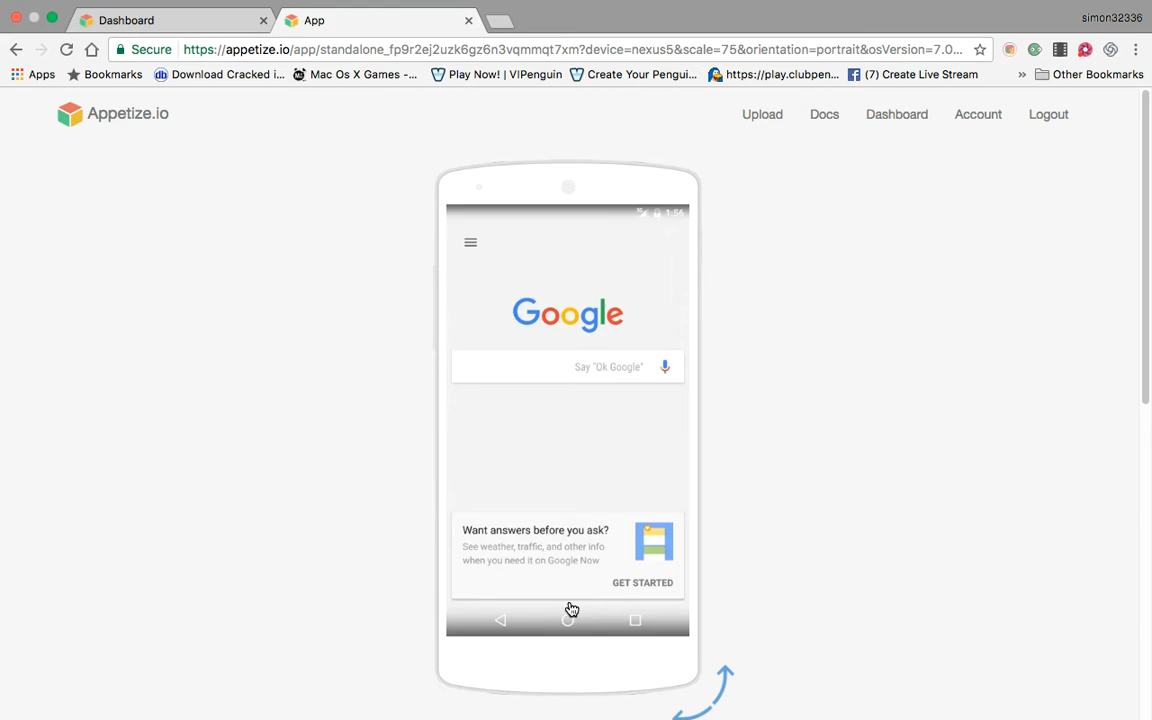 Dashboard
App
simon32336
Secure
https://appetize.io/app/standalone_fp9r2ej2uzk6gz6n3vqmmqt7xm?device=nexus5&scale=75&orientation=portrait&osVersion=7.0...
Apps
Bookmarks
Download Cracked i...
Mac Os X Games -...
Play Now! | VIPenguin
Create Your Pengui...
https://play.clubpen...
(7) Create Live Stream
»
Other Bookmarks
Appetize.io
Upload
Docs
Dashboard
Account
Logout
1:56
Google
Say "Ok Google"
Want answers before you ask?
See weather, traffic, and other info
when you need it on Google Now
GET STARTED